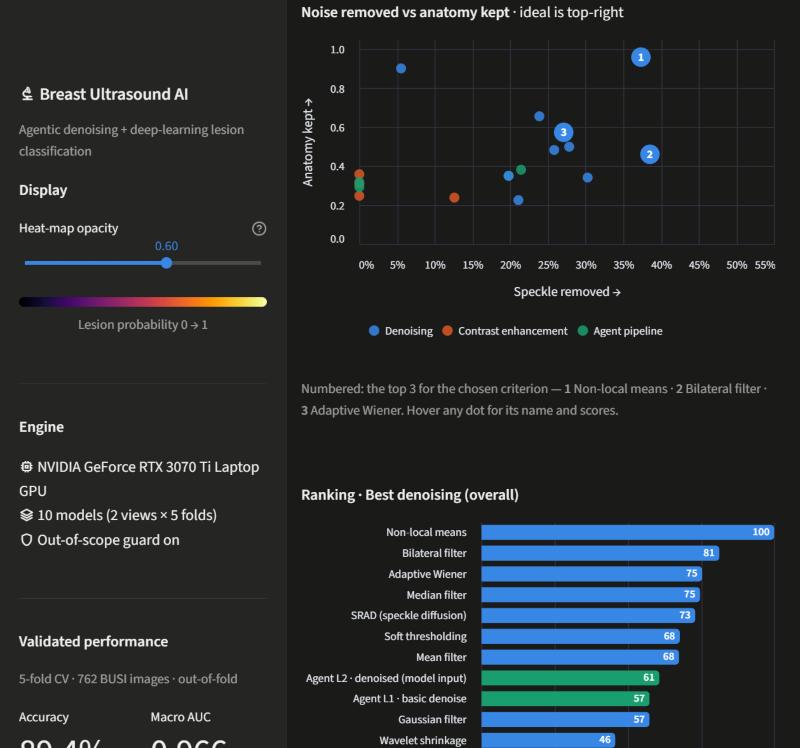 Breast Ultrasound AI
Agentic denoising + deep-learning lesion
classification
Display
Heat-map opacity
0.60
Lesion probability 0 → 1
Engine
NVIDIA GeForce RTX 3070 Ti Laptop
GPU
10 models (2 views × 5 folds)
Out-of-scope guard on
Validated performance
5-fold CV · 762 BUSI images · out-of-fold
Accuracy Macro AUC
Noise removed vs anatomy kept · ideal is top-right
Anatomy kept →
1.0
0.8
0.6
0.4
0.2
0.0
1
3
2
0% 5% 10% 15% 20% 25% 30% 35% 40% 45% 50% 55%
Speckle removed →
Denoising Contrast enhancement Agent pipeline
Numbered: the top 3 for the chosen criterion — 1 Non-local means · 2 Bilateral filter ·
3 Adaptive Wiener. Hover any dot for its name and scores.
Ranking · Best denoising (overall)
Non-local means 100
Bilateral filter 81
Adaptive Wiener 75
Median filter 75
SRAD (speckle diffusion) 73
Soft thresholding 68
Mean filter 68
Agent L2 · denoised (model input) 61
Agent L1 · basic denoise 57
Gaussian filter 57
Wavelet shrinkage 46